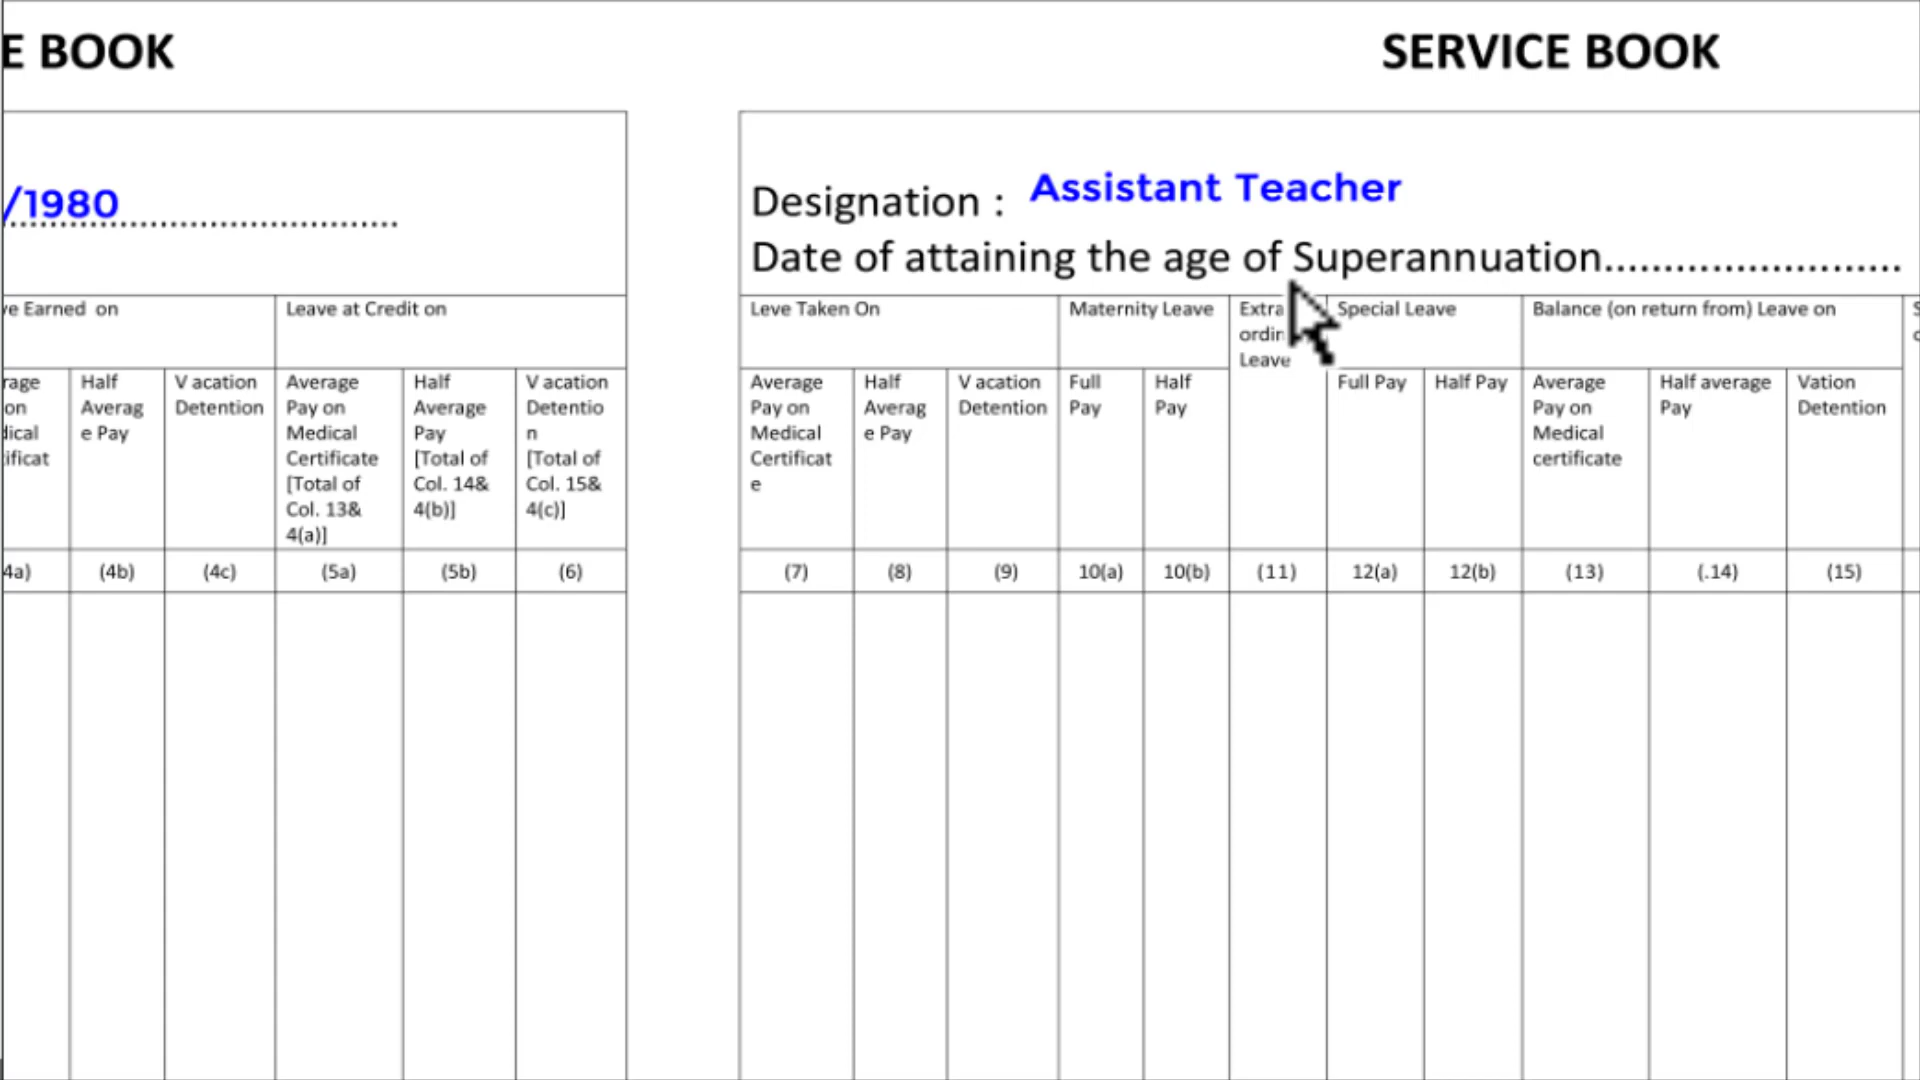 E BOOK
SERVICE BOOK
/1980........................................
Designation : Assistant Teacher
Date of attaining the age of Superannuation.........................
Earned on
Leave at Credit on
Leve Taken On
Maternity Leave
Extra
Leave
Special Leave
Balance (on return from) Leave on
on
Half
Averag
e Pay
V acation
Detention
Average
Pay on
Medical
Certificate
[Total of
Col. 13&
4(a)]
Half
Average
Pay
[Total of
Col. 14&
4(b)]
V acation
Detentio
n
[Total of
Col. 15&
4(c)]
Average
Pay on
Medical
Certificat
e
Half
Averag
e Pay
V acation
Detention
Full
Pay
Half
Pay
Full Pay
Half Pay
Average
Pay on
Medical
certificate
Half average
Pay
Vation
Detention
4a)
(4b)
(4c)
(5a)
(5b)
(6)
(7)
(8)
(9)
10(a)
10(b)
(11)
12(a)
12(b)
(13)
(.14)
(15)